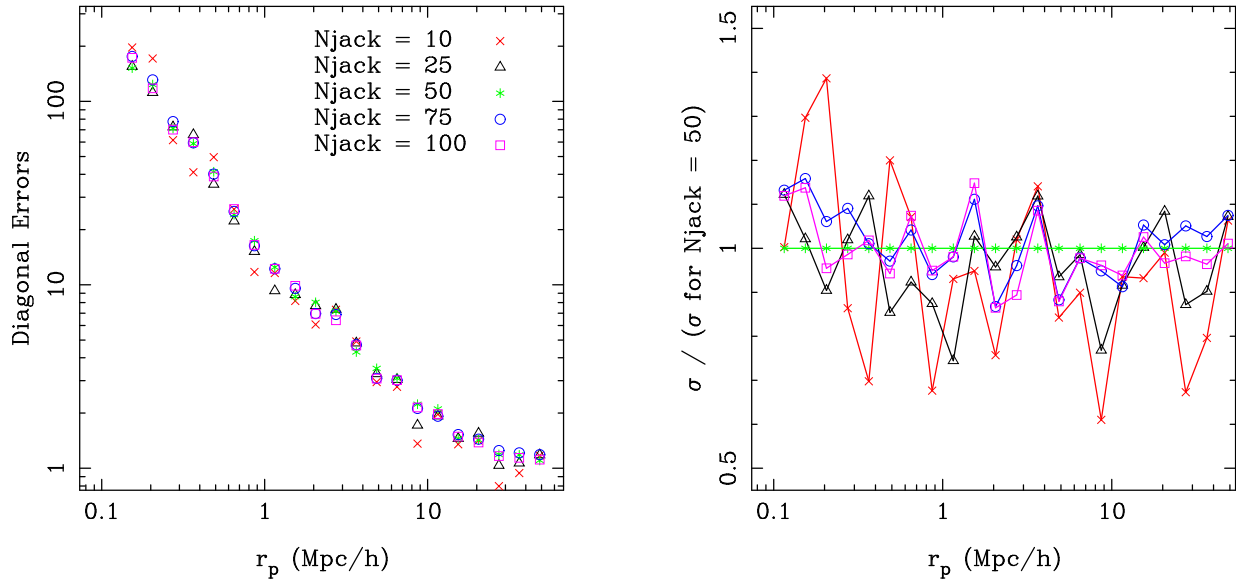 Diagonal Errors
100
10
1
Njack = 10
Njack = 25
Njack = 50
Njack = 75
Njack = 100
0.1 1 10
r_p (Mpc/h)
σ / (σ for Njack = 50)
1.5
1
0.5
0.1 1 10
r_p (Mpc/h)